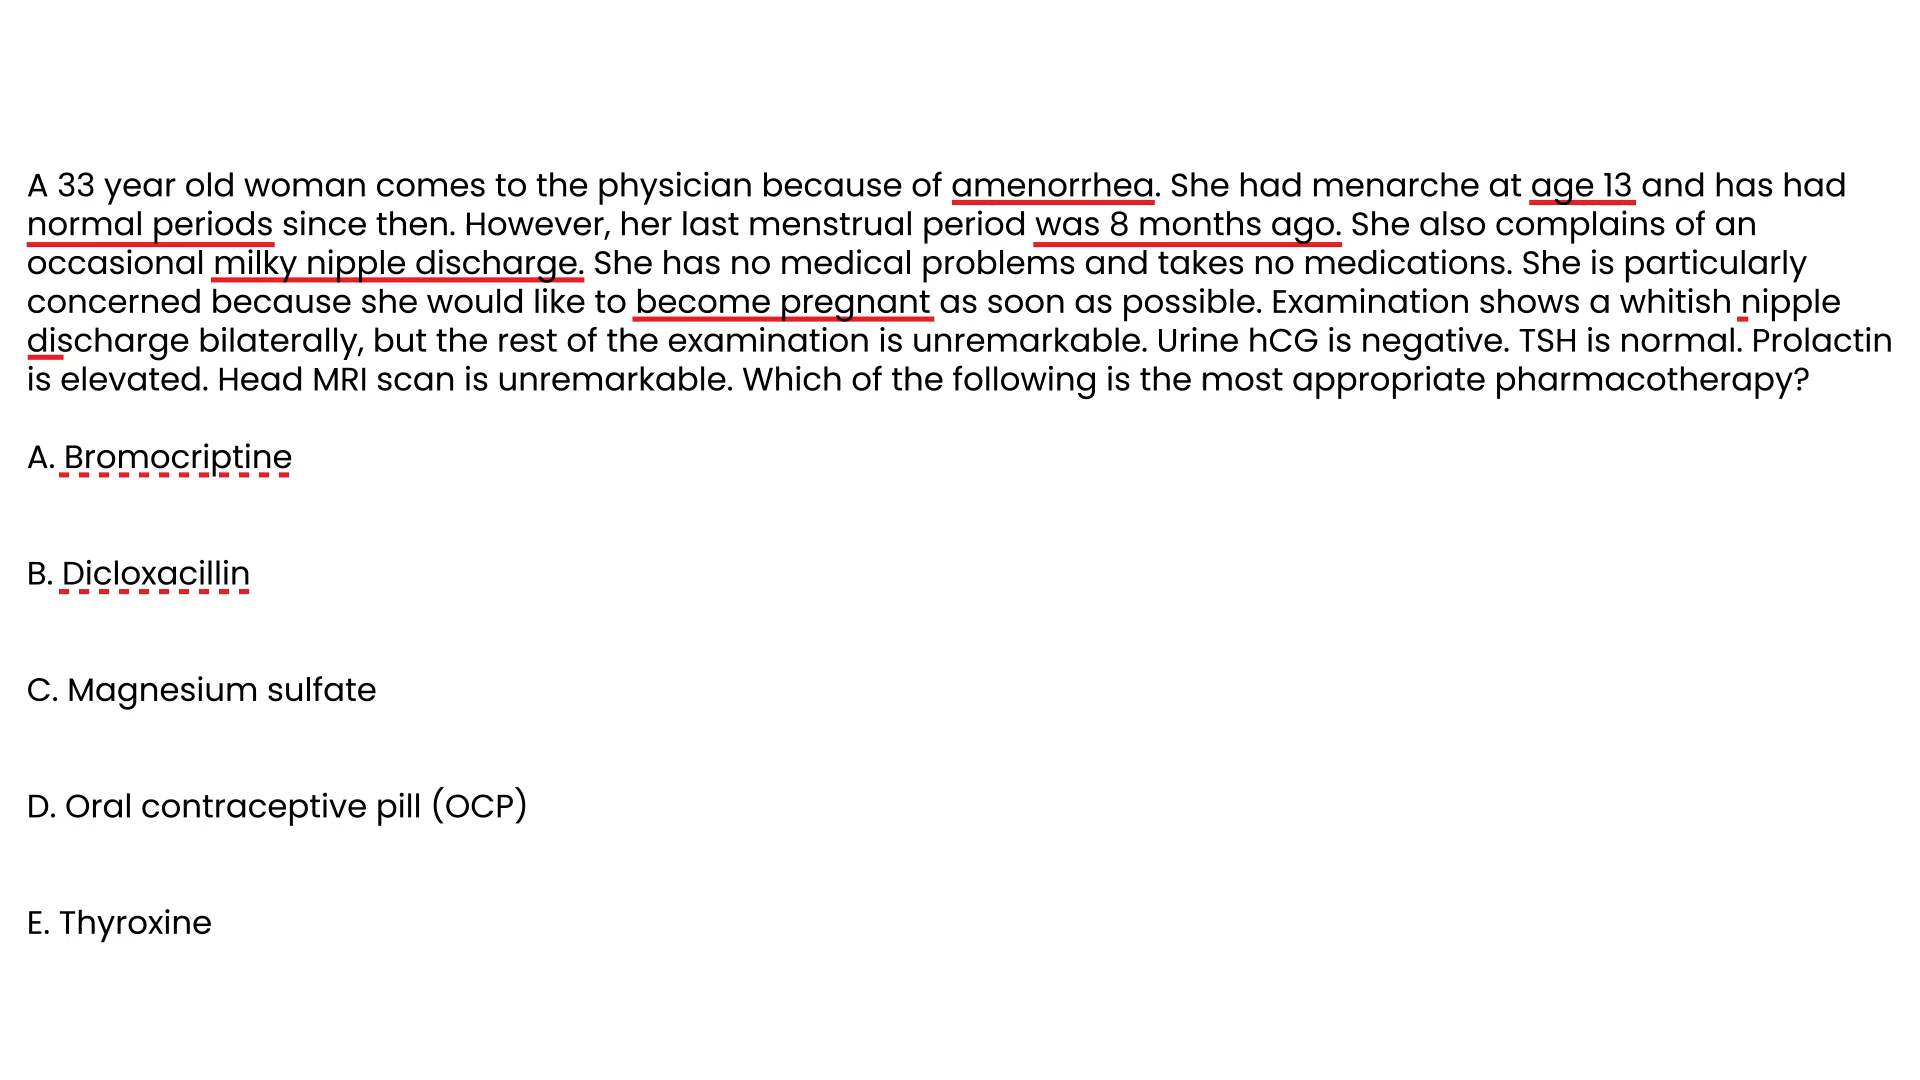 A 33 year old woman comes to the physician because of amenorrhea. She had menarche at age 13 and has had
normal periods since then. However, her last menstrual period was 8 months ago. She also complains of an
occasional milky nipple discharge. She has no medical problems and takes no medications. She is particularly
concerned because she would like to become pregnant as soon as possible. Examination shows a whitish nipple
discharge bilaterally, but the rest of the examination is unremarkable. Urine hCG is negative. TSH is normal. Prolactin
is elevated. Head MRI scan is unremarkable. Which of the following is the most appropriate pharmacotherapy?
A. Bromocriptine
B. Dicloxacillin
C. Magnesium sulfate
D. Oral contraceptive pill (OCP)
E. Thyroxine